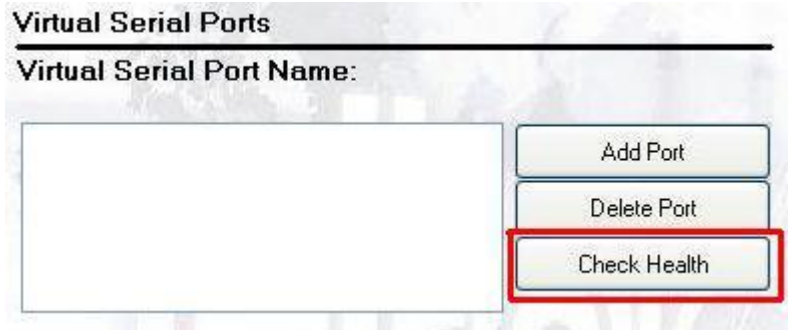 Virtual Serial Ports
Virtual Serial Port Name:
Add Port
Delete Port
Check Health